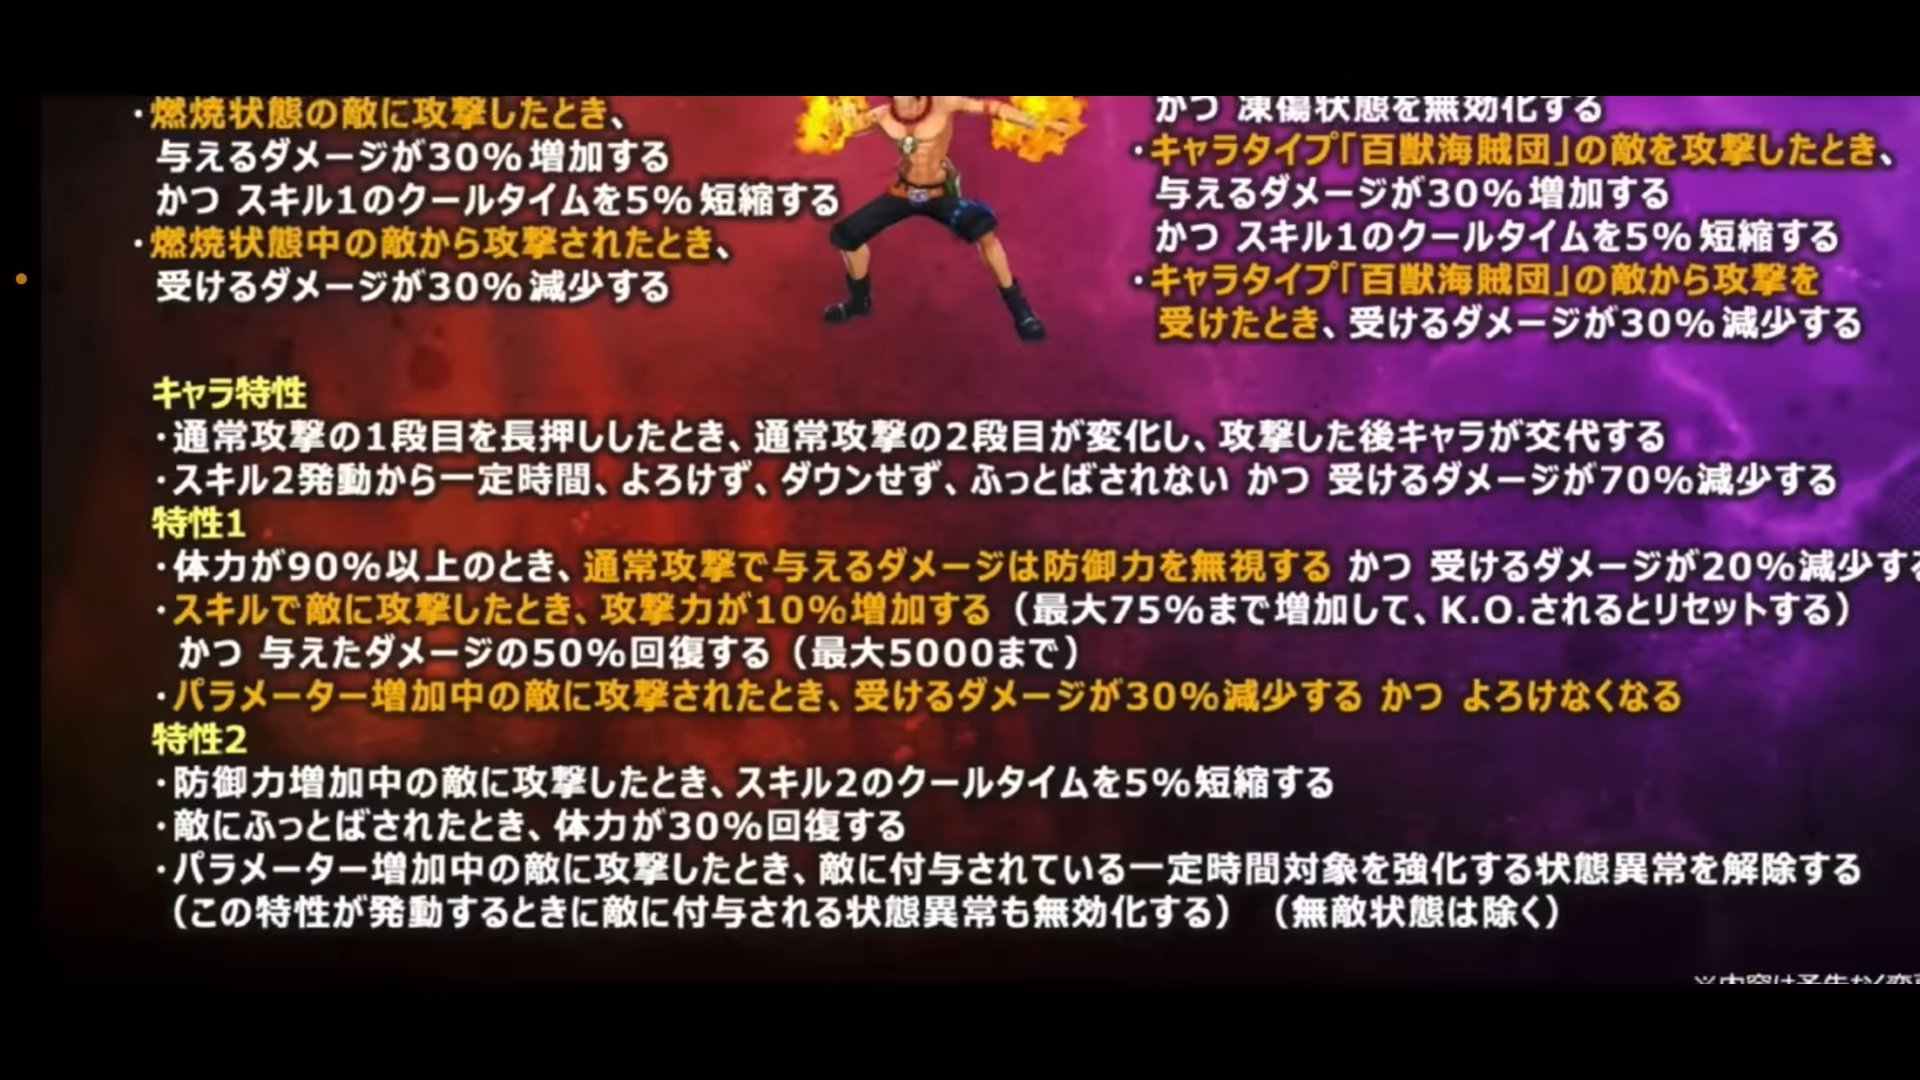 ・燃焼状態の敵に攻撃したとき、
与えるダメージが30%増加する
かつ スキル1のクールタイムを5%短縮する
・燃焼状態中の敵から攻撃されたとき、
受けるダメージが30%減少する
かつ 凍傷状態を無効化する
・キャラタイプ「百獣海賊団」の敵を攻撃したとき、
与えるダメージが30%増加する
かつ スキル1のクールタイムを5%短縮する
・キャラタイプ「百獣海賊団」の敵から攻撃を
受けたとき、受けるダメージが30%減少する
キャラ特性
・通常攻撃の1段目を長押ししたとき、通常攻撃の2段目が変化し、攻撃した後キャラが交代する
・スキル2発動から一定時間、よろけず、ダウンせず、ふっとばされない かつ 受けるダメージが70%減少する
特性1
・体力が90%以上のとき、通常攻撃で与えるダメージは防御力を無視する かつ 受けるダメージが20%減少する
・スキルで敵に攻撃したとき、攻撃力が10%増加する（最大75%まで増加して、K.O.されるとリセットする）
かつ 与えたダメージの50%回復する（最大5000まで）
・パラメーター増加中の敵に攻撃されたとき、受けるダメージが30%減少する かつ よろけなくなる
特性2
・防御力増加中の敵に攻撃したとき、スキル2のクールタイムを5%短縮する
・敵にふっとばされたとき、体力が30%回復する
・パラメーター増加中の敵に攻撃したとき、敵に付与されている一定時間対象を強化する状態異常を解除する
（この特性が発動するときに敵に付与される状態異常も無効化する）（無敵状態は除く）
※内容は予告なく変更